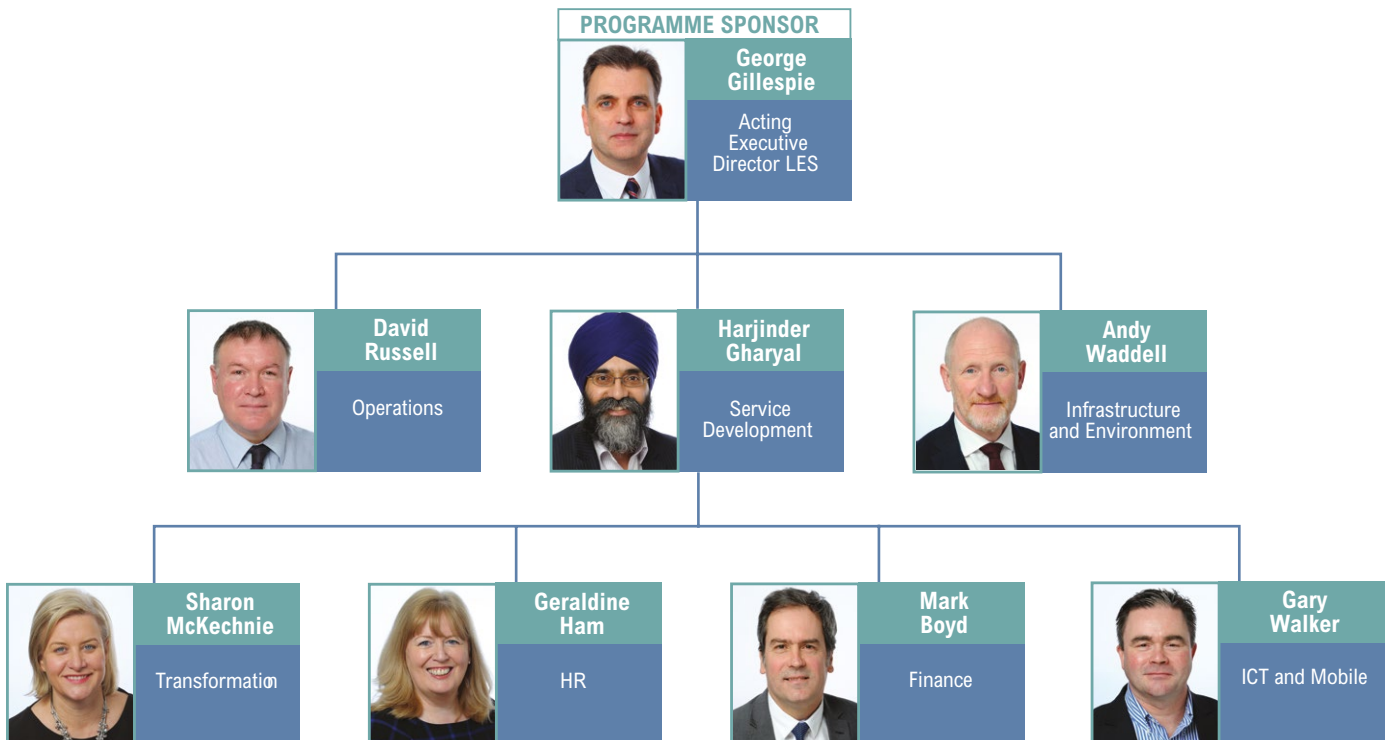 PROGRAMME SPONSOR
George
Gillespie
Acting
Executive
Director LES
David
Russell
Operations
Harjinder
Gharyal
Service
Development
Andy
Waddell
Infrastructure
and Environment
Sharon
McKechnie
Transformation
Geraldine
Ham
HR
Mark
Boyd
Finance
Gary
Walker
ICT and Mobile